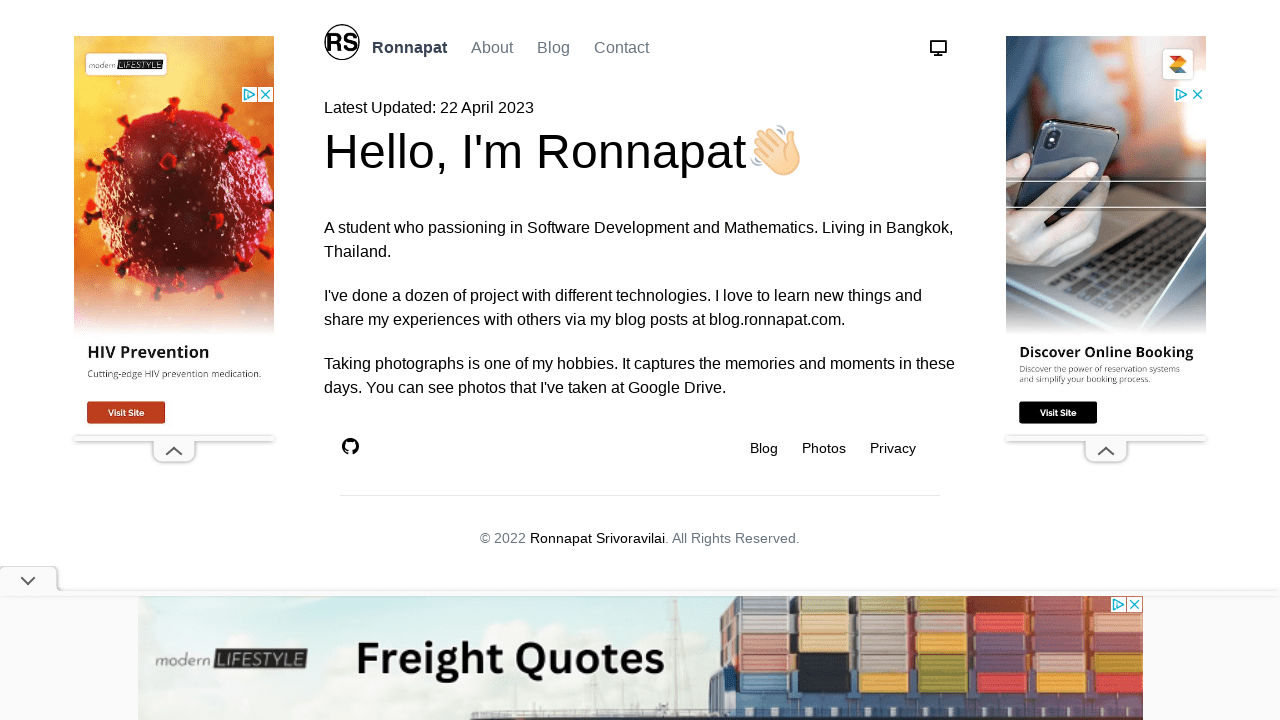 RS
Ronnapat
About
Blog
Contact
modern LIFESTYLE
Latest Updated: 22 April 2023
Hello, I'm Ronnapat
A student who passioning in Software Development and Mathematics. Living in Bangkok,
Thailand.
I've done a dozen of project with different technologies. I love to learn new things and
share my experiences with others via my blog posts at blog.ronnapat.com.
Taking photographs is one of my hobbies. It captures the memories and moments in these
days. You can see photos that I've taken at Google Drive.
HIV Prevention
Cutting-edge HIV prevention medication.
Visit Site
Discover Online Booking
Discover the power of reservation systems
and simplify your booking process.
Visit Site
Blog
Photos
Privacy
© 2022 Ronnapat Srivoravilai. All Rights Reserved.
modern LIFESTYLE
Freight Quotes